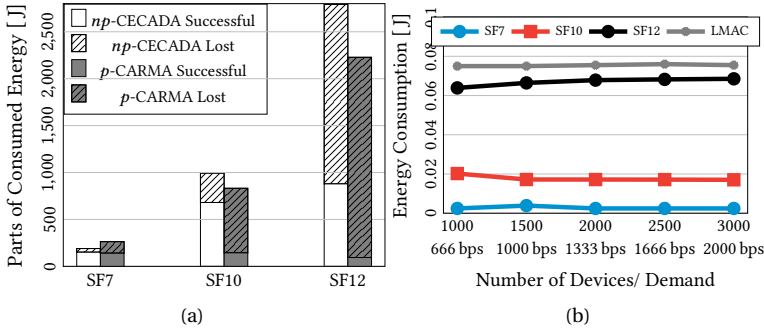 Parts of Consumed Energy [J]
2,500
2,000
1,500
1,000
500
0
np-CECADA Successful
np-CECADA Lost
p-CARMA Successful
p-CARMA Lost
SF7 SF10 SF12
(a)
Energy Consumption [J]
0.1
0.08
0.06
0.04
0.02
0
SF7 SF10 SF12 LMAC
1000 1500 2000 2500 3000
666 bps 1000 bps 1333 bps 1666 bps 2000 bps
Number of Devices/ Demand
(b)